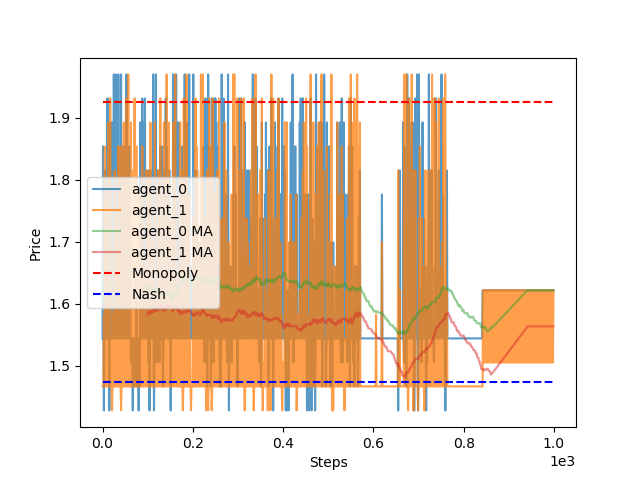 1.9
1.8
1.7
1.6
1.5
Price
agent_0
agent_1
agent_0 MA
agent_1 MA
Monopoly
Nash
0.0 0.2 0.4 0.6 0.8 1.0
Steps 1e3